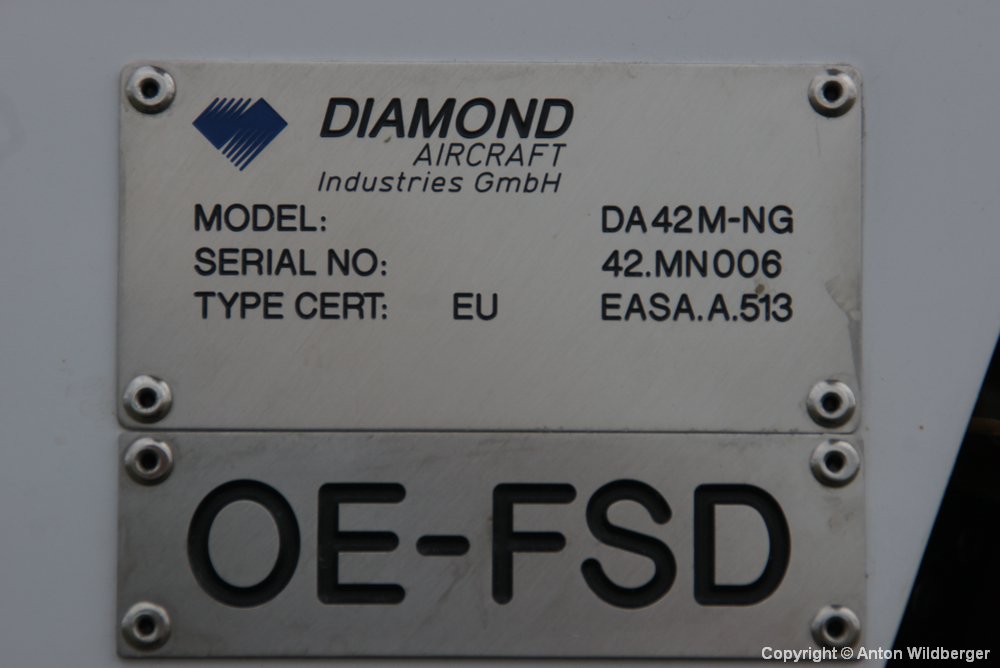 DIAMOND
AIRCRAFT
Industries GmbH
MODEL: DA42M-NG
SERIAL NO: 42.MN006
TYPE CERT: EU EASA.A.513
OE-FSD
Copyright © Anton Wildberger